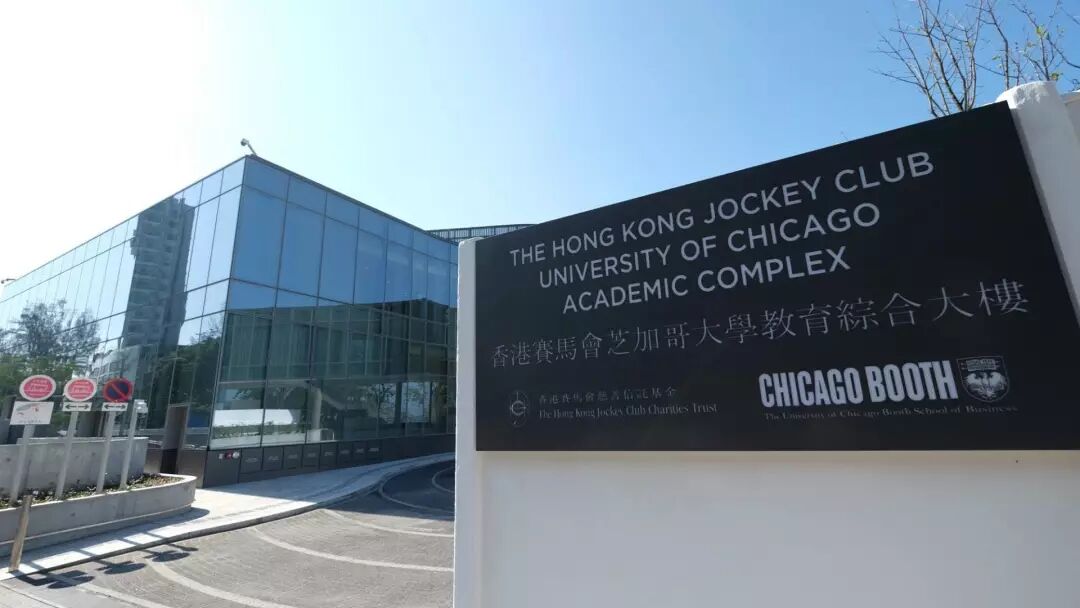 THE HONG KONG JOCKEY CLUB
UNIVERSITY OF CHICAGO
ACADEMIC COMPLEX
香港賽馬會芝加哥大學教育綜合大樓
香港賽馬會慈善信託基金
The Hong Kong Jockey Club Charities Trust
CHICAGO BOOTH
The University of Chicago Booth School of Business